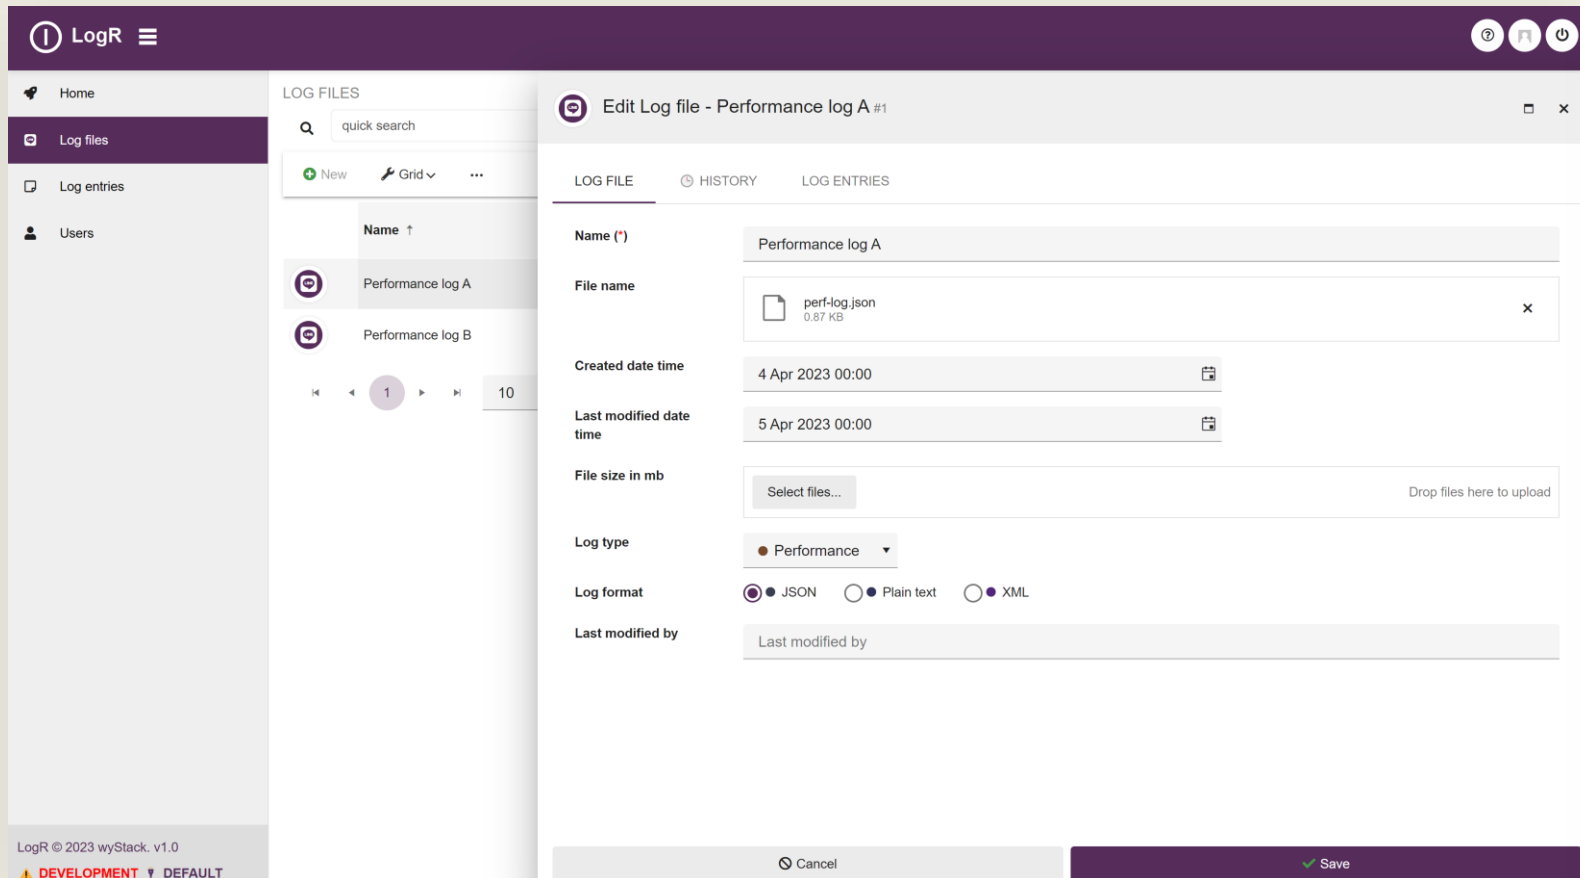 LogR
Home
Log files
Log entries
Users
LogR © 2023 wyStack. v1.0
DEVELOPMENT DEFAULT
LOG FILES
quick search
New Grid ...
Name ↑
Performance log A
Performance log B
1 10
Edit Log file - Performance log A #1
LOG FILE HISTORY LOG ENTRIES
Name (*) Performance log A
File name perf-log.json
0.87 KB
Created date time 4 Apr 2023 00:00
Last modified date
time
5 Apr 2023 00:00
File size in mb Select files... Drop files here to upload
Log type Performance
Log format JSON Plain text XML
Last modified by Last modified by
Cancel Save